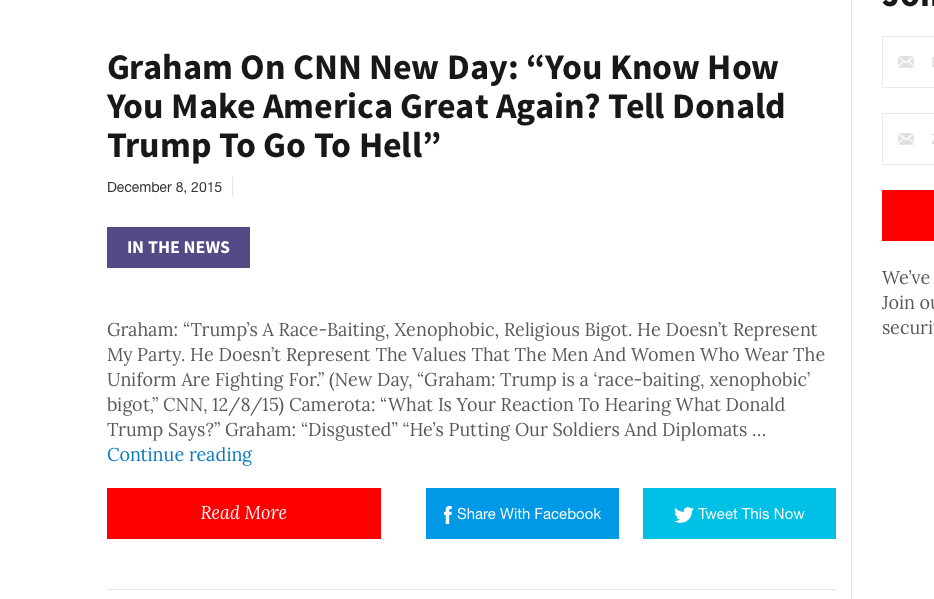 Graham On CNN New Day: “You Know How
You Make America Great Again? Tell Donald
Trump To Go To Hell”
December 8, 2015
IN THE NEWS
Graham: “Trump’s A Race-Baiting, Xenophobic, Religious Bigot. He Doesn’t Represent
My Party. He Doesn’t Represent The Values That The Men And Women Who Wear The
Uniform Are Fighting For.” (New Day, “Graham: Trump is a ‘race-baiting, xenophobic’
bigot,” CNN, 12/8/15) Camerota: “What Is Your Reaction To Hearing What Donald
Trump Says?” Graham: “Disgusted” “He’s Putting Our Soldiers And Diplomats …
Continue reading
Read More
Share With Facebook
Tweet This Now
We’ve
Join
securi